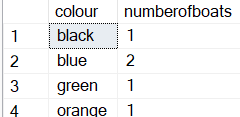 colour numberofboats
1 black 1
2 blue 2
3 green 1
4 orange 1